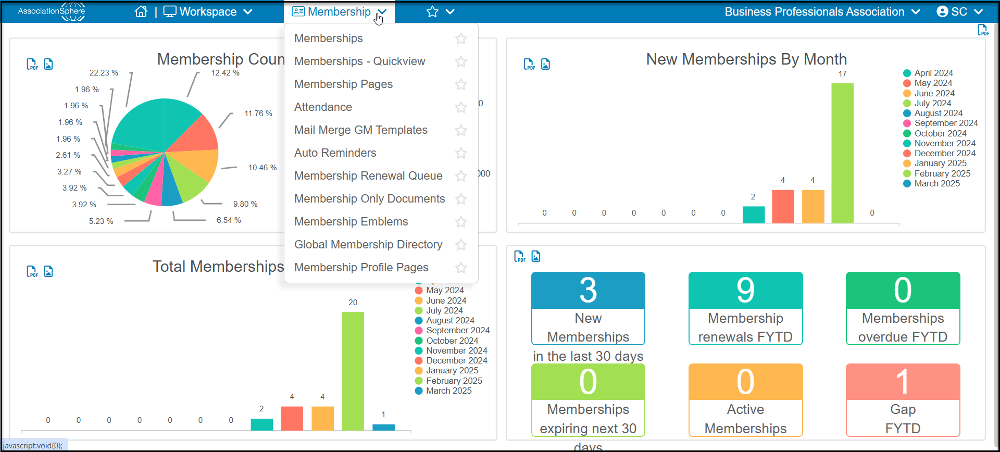 AssociationSphere
| Workspace
Membership
Business Professionals Association
SC
Memberships
Memberships - Quickview
Membership Pages
Attendance
Mail Merge GM Templates
Auto Reminders
Membership Renewal Queue
Membership Only Documents
Membership Emblems
Global Membership Directory
Membership Profile Pages
PDF
PDF
Membership Coun
22.23 %
12.42 %
1.96 %
11.76 %
1.96 %
1.96 %
1.96 %
10.46 %
2.61 %
3.27 %
3.92 %
9.80 %
3.92 %
6.54 %
5.23 %
0
000
PDF
New Memberships By Month
17
4
4
2
0
0
0
0
0
0
0
0
April 2024
May 2024
June 2024
July 2024
August 2024
September 2024
October 2024
November 2024
December 2024
January 2025
February 2025
March 2025
PDF
Total Memberships
20
4
4
2
1
0
0
0
0
0
0
0
May 2024
June 2024
July 2024
August 2024
September 2024
October 2024
November 2024
December 2024
January 2025
February 2025
March 2025
PDF
3
New
Memberships
in the last 30 days
9
Membership
renewals FYTD
0
Memberships
overdue FYTD
0
Memberships
expiring next 30
days
0
Active
Memberships
1
Gap
FYTD
javascript:void(0);